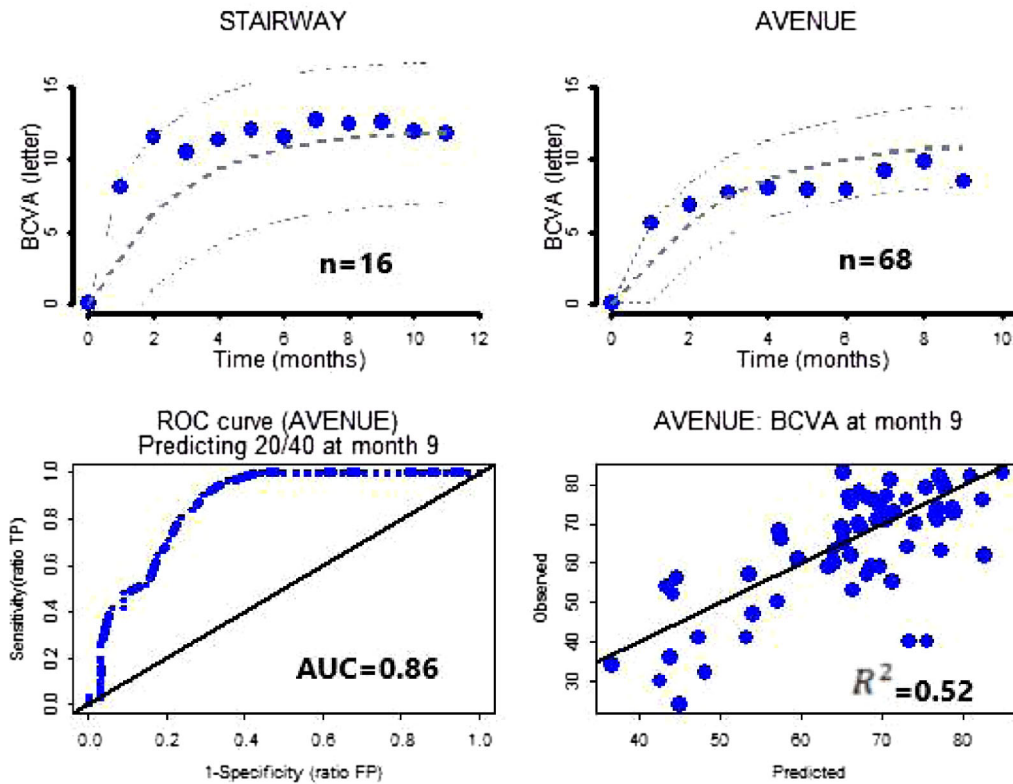 STAIRWAY
BCVA (letter)
15
10
5
0
n=16
0 2 4 6 8 10 12
Time (months)
AVENUE
BCVA (letter)
15
10
5
0
n=68
0 2 4 6 8 10
Time (months)
ROC curve (AVENUE)
Predicting 20/40 at month 9
Sensitivity(ratio TP)
1.0
0.8
0.6
0.4
0.2
0.0
AUC=0.86
0.0 0.2 0.4 0.6 0.8 1.0
1-Specificity (ratio FP)
AVENUE: BCVA at month 9
Observed
80
70
60
50
40
30
R²=0.52
40 50 60 70 80
Predicted